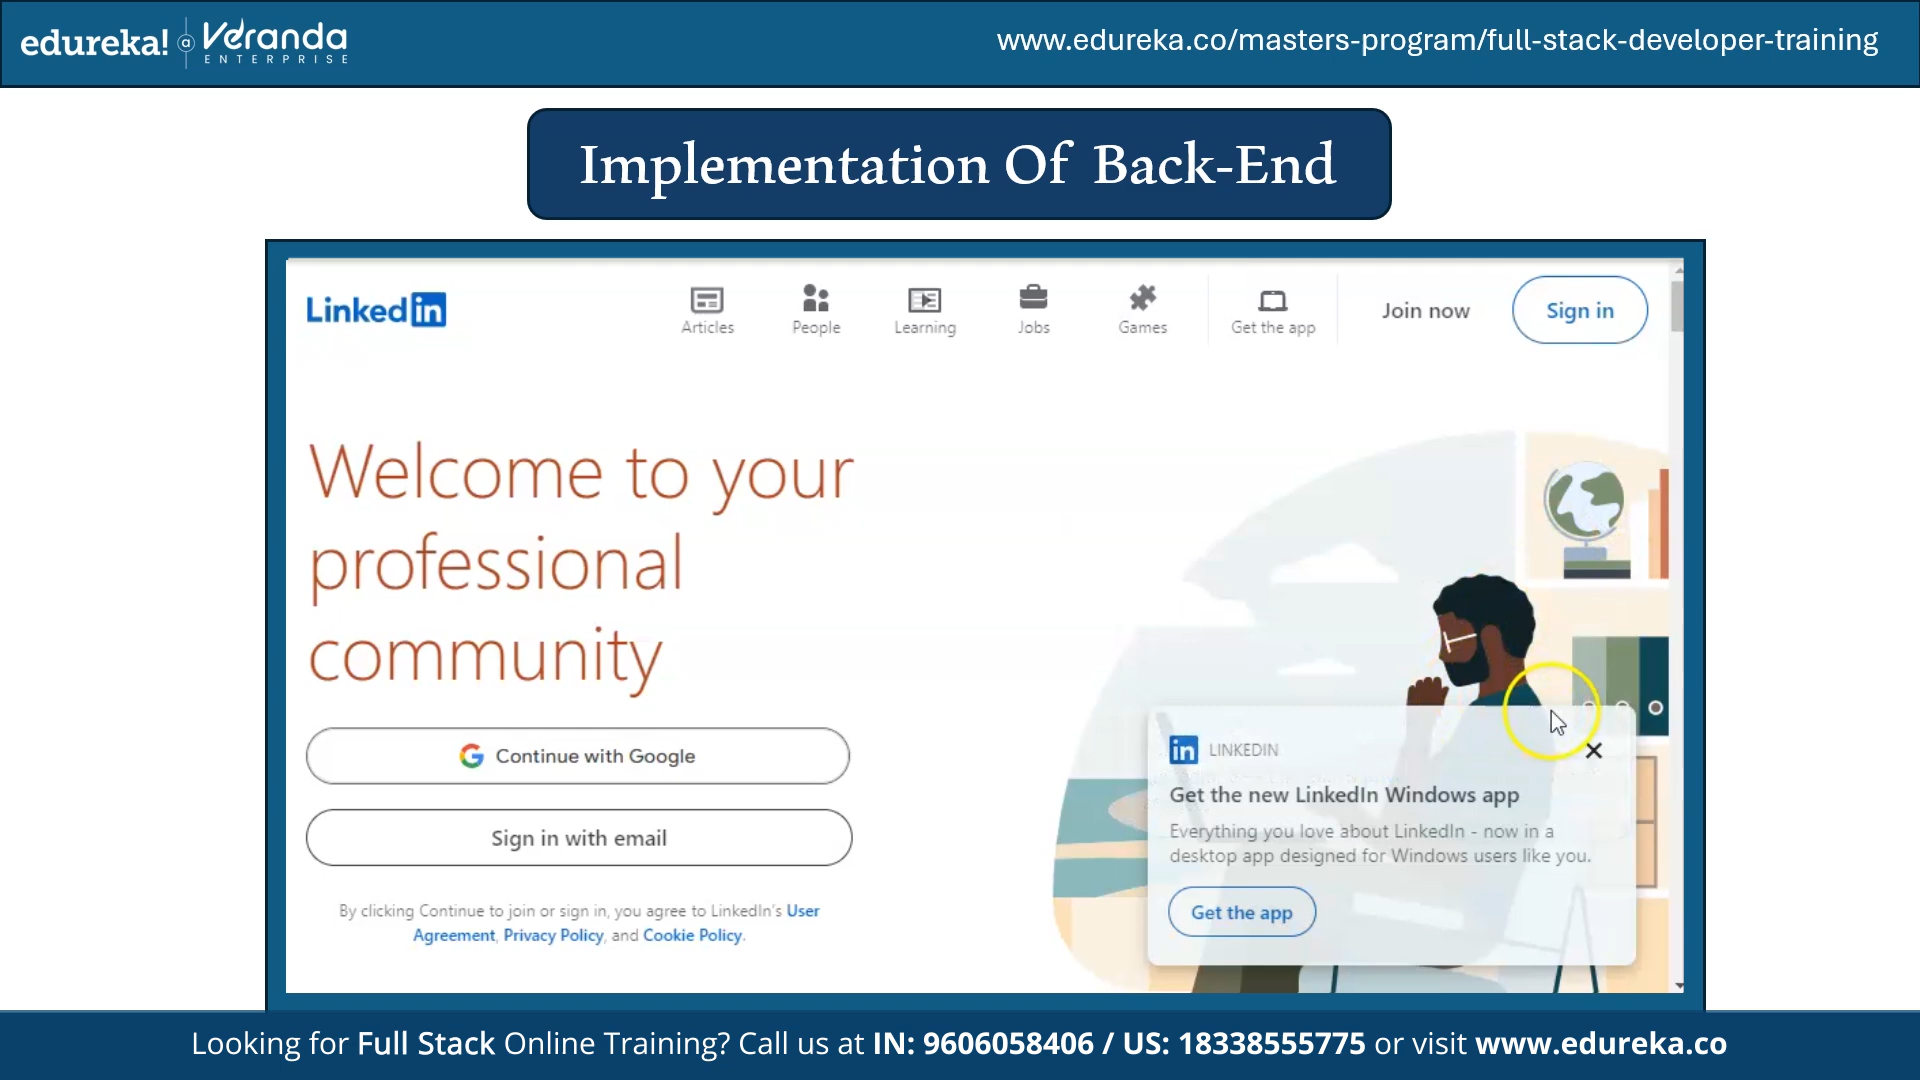 edureka! a Veranda
ENTERPRISE
www.edureka.co/masters-program/full-stack-developer-training
Implementation Of Back-End
Linked in
Articles
People
Learning
Jobs
Games
Get the app
Join now
Sign in
Welcome to your
professional
community
Continue with Google
Sign in with email
By clicking Continue to join or sign in, you agree to LinkedIn's User
Agreement, Privacy Policy, and Cookie Policy.
in LINKEDIN
Get the new LinkedIn Windows app
Everything you love about LinkedIn - now in a
desktop app designed for Windows users like you.
Get the app
Looking for Full Stack Online Training? Call us at IN: 9606058406 / US: 18338555775 or visit www.edureka.co